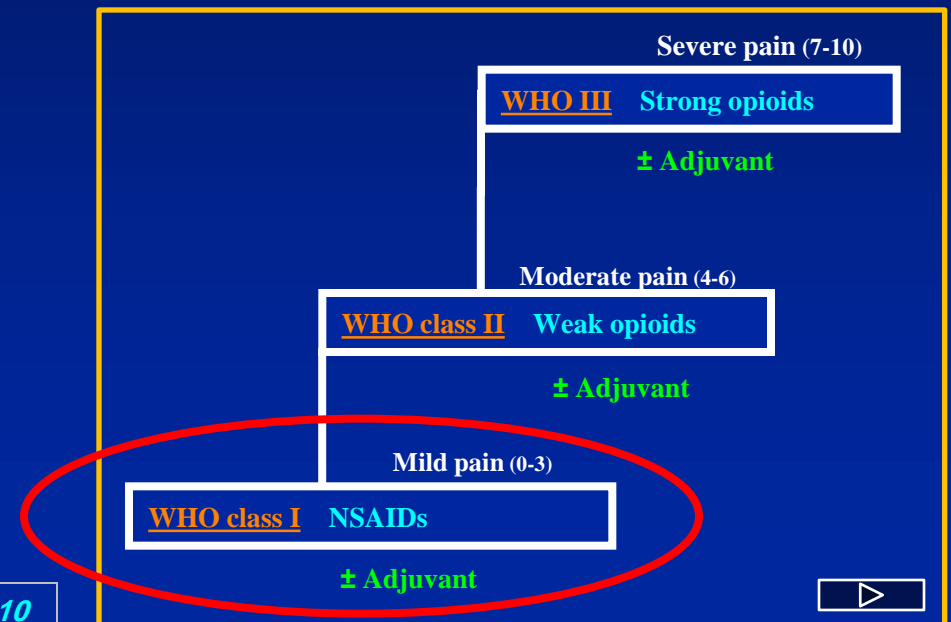 Severe pain (7-10)
WHO III Strong opioids
± Adjuvant
Moderate pain (4-6)
WHO class II Weak opioids
± Adjuvant
Mild pain (0-3)
WHO class I NSAIDs
± Adjuvant
10